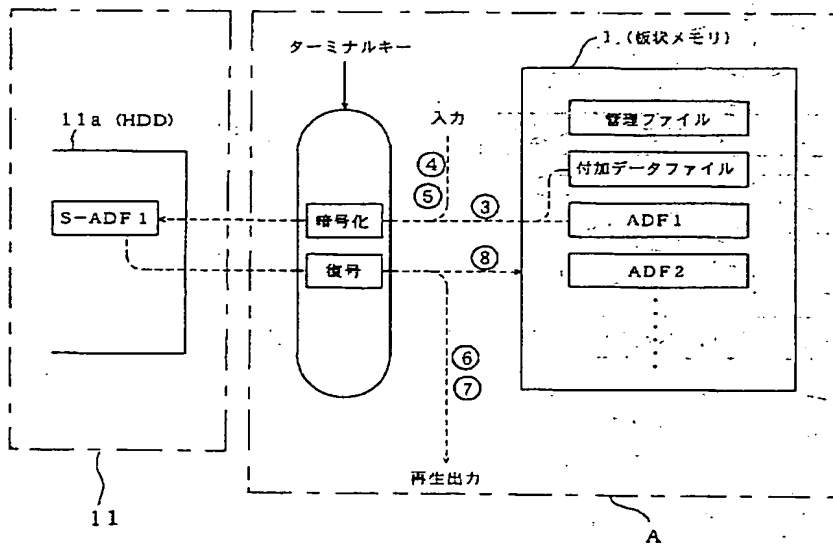 ターミナルキー
1 (板状メモリ)
11a (HDD)
入力
管理ファイル
④
付加データファイル
⑤
③
S-ADF1
暗号化
ADF1
復号
⑧
ADF2
⑥
⑦
再生出力
11
A